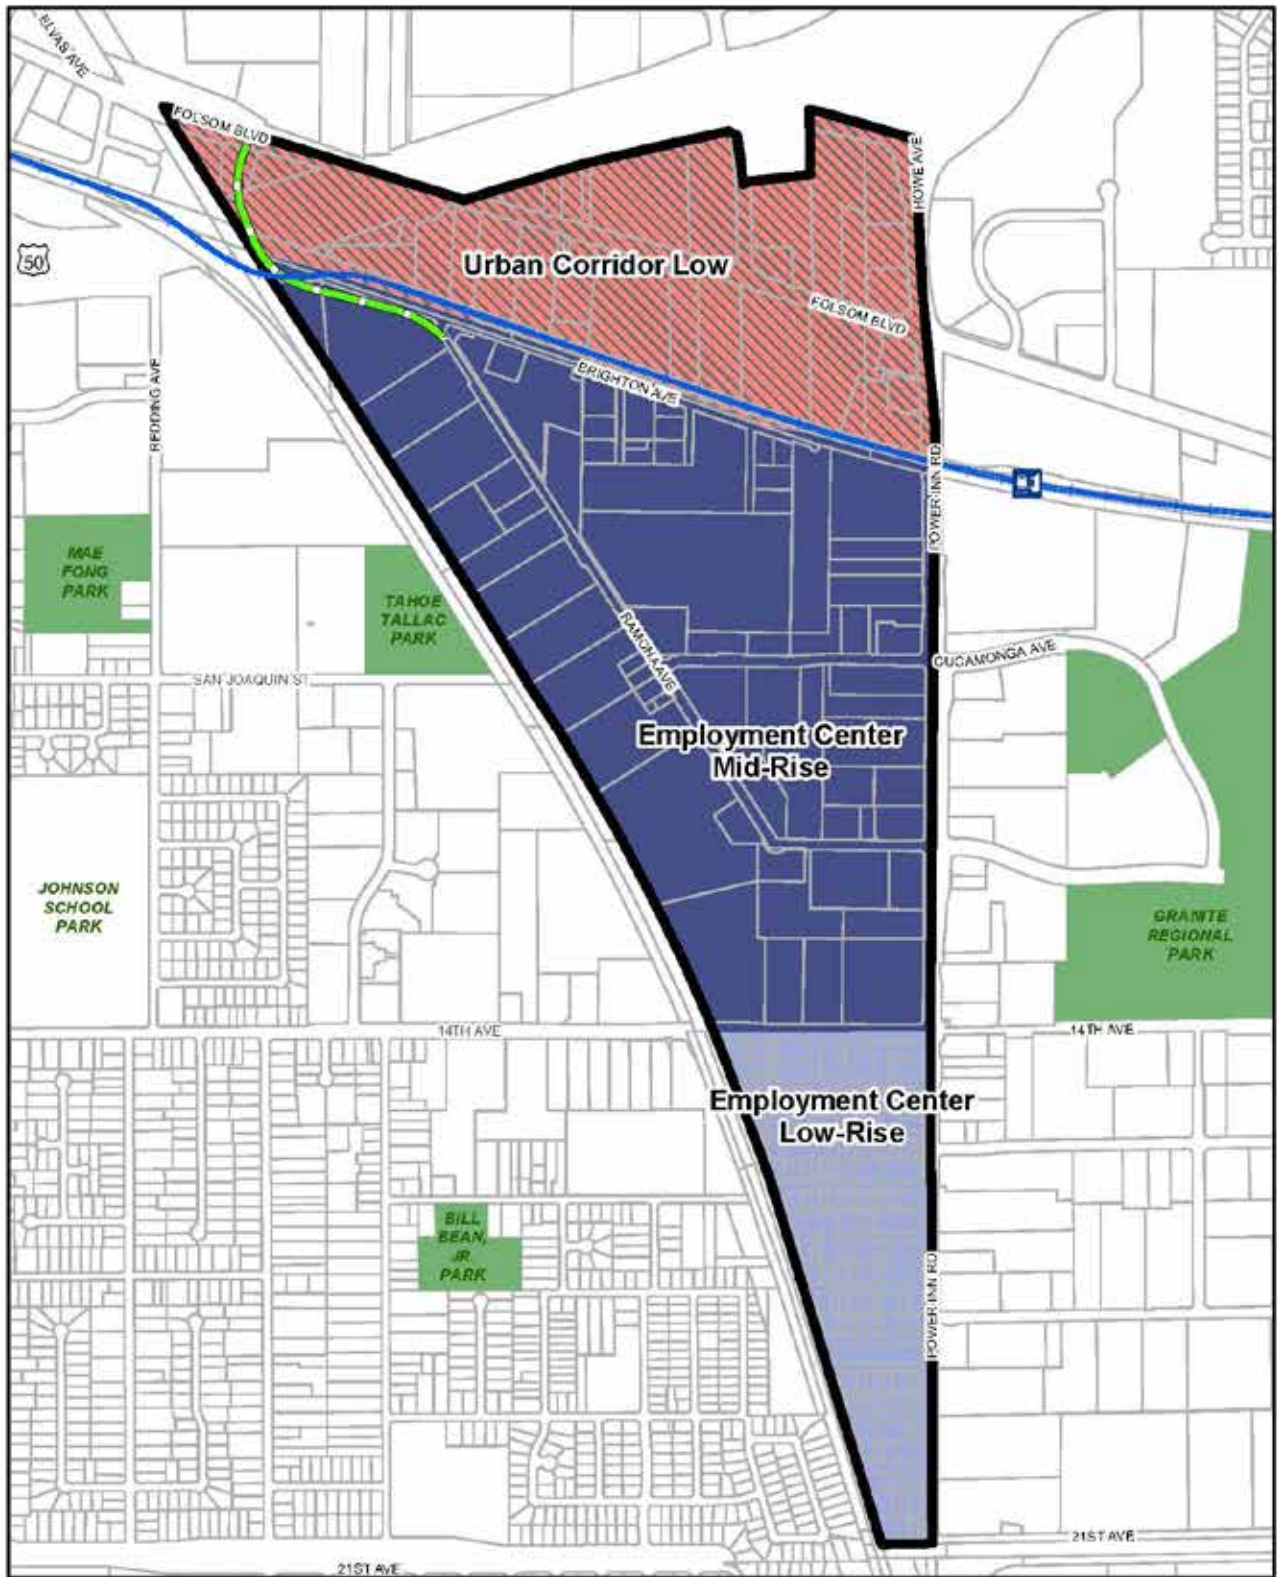 ELVAS AVE
FOLSOM BLVD
HOWE AVE
50
Urban Corridor Low
FOLSOM BLVD
REDDING AVE
BRIGHTON AVE
POWER INN RD
MAE
FONG
PARK
TAHOE
TALLAC
PARK
RAMONA AVE
CUCAMONGA AVE
SAN JOAQUIN ST
Employment Center
Mid-Rise
JOHNSON
SCHOOL
PARK
GRANITE
REGIONAL
PARK
14TH AVE
14TH AVE
Employment Center
Low-Rise
BILL
BEAN,
JR
PARK
POWER INN RD
21ST AVE
21ST AVE